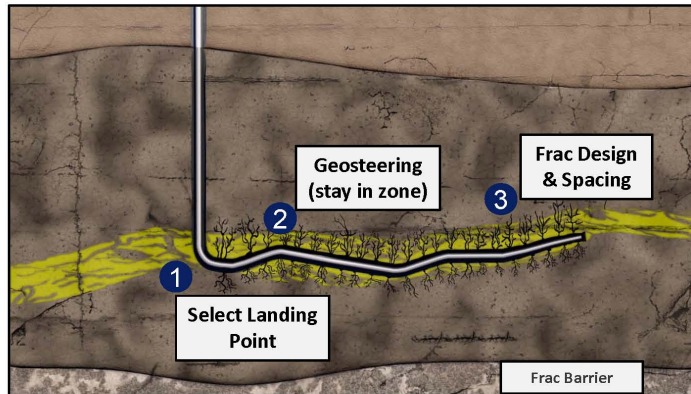 Geosteering
(stay in zone)
Frac Design
& Spacing
3
2
1
Select Landing
Point
Frac Barrier